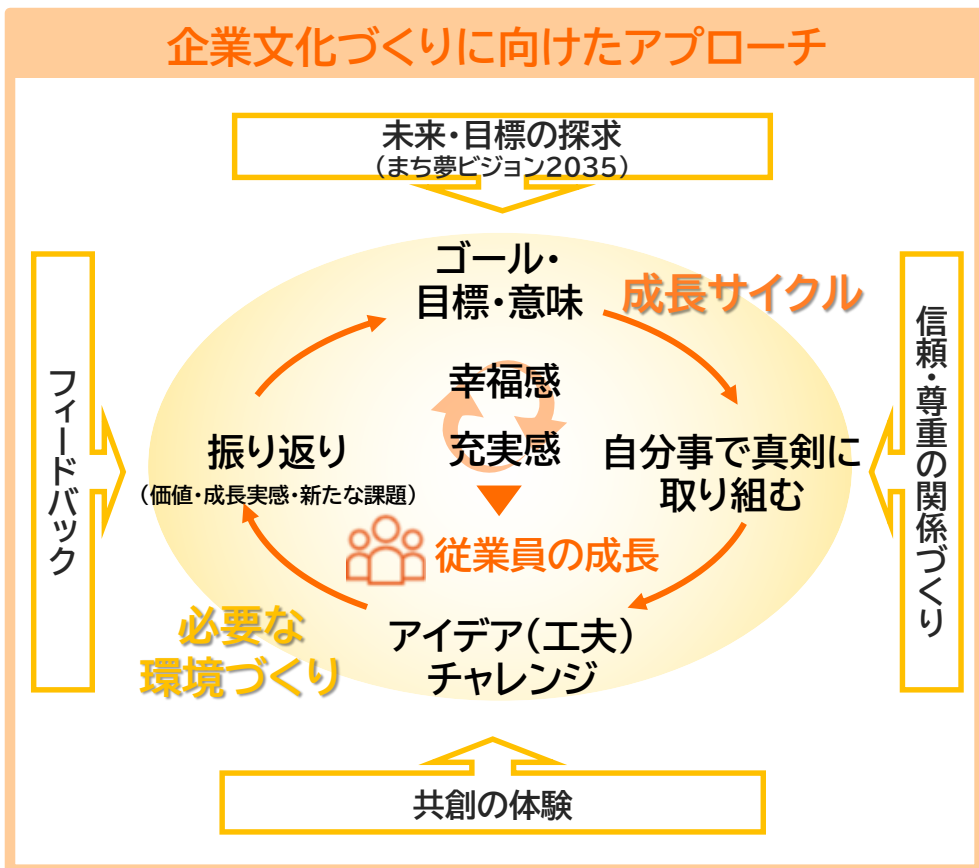 企業文化づくりに向けたアプローチ
未来・目標の探求
（まち夢ビジョン2035）
ゴール・
目標・意味
成長サイクル
フィードバック
信頼・尊重の関係づくり
幸福感
充実感
振り返り
（価値・成長実感・新たな課題）
自分事で真剣に
取り組む
従業員の成長
必要な
環境づくり
アイデア（工夫）
チャレンジ
共創の体験